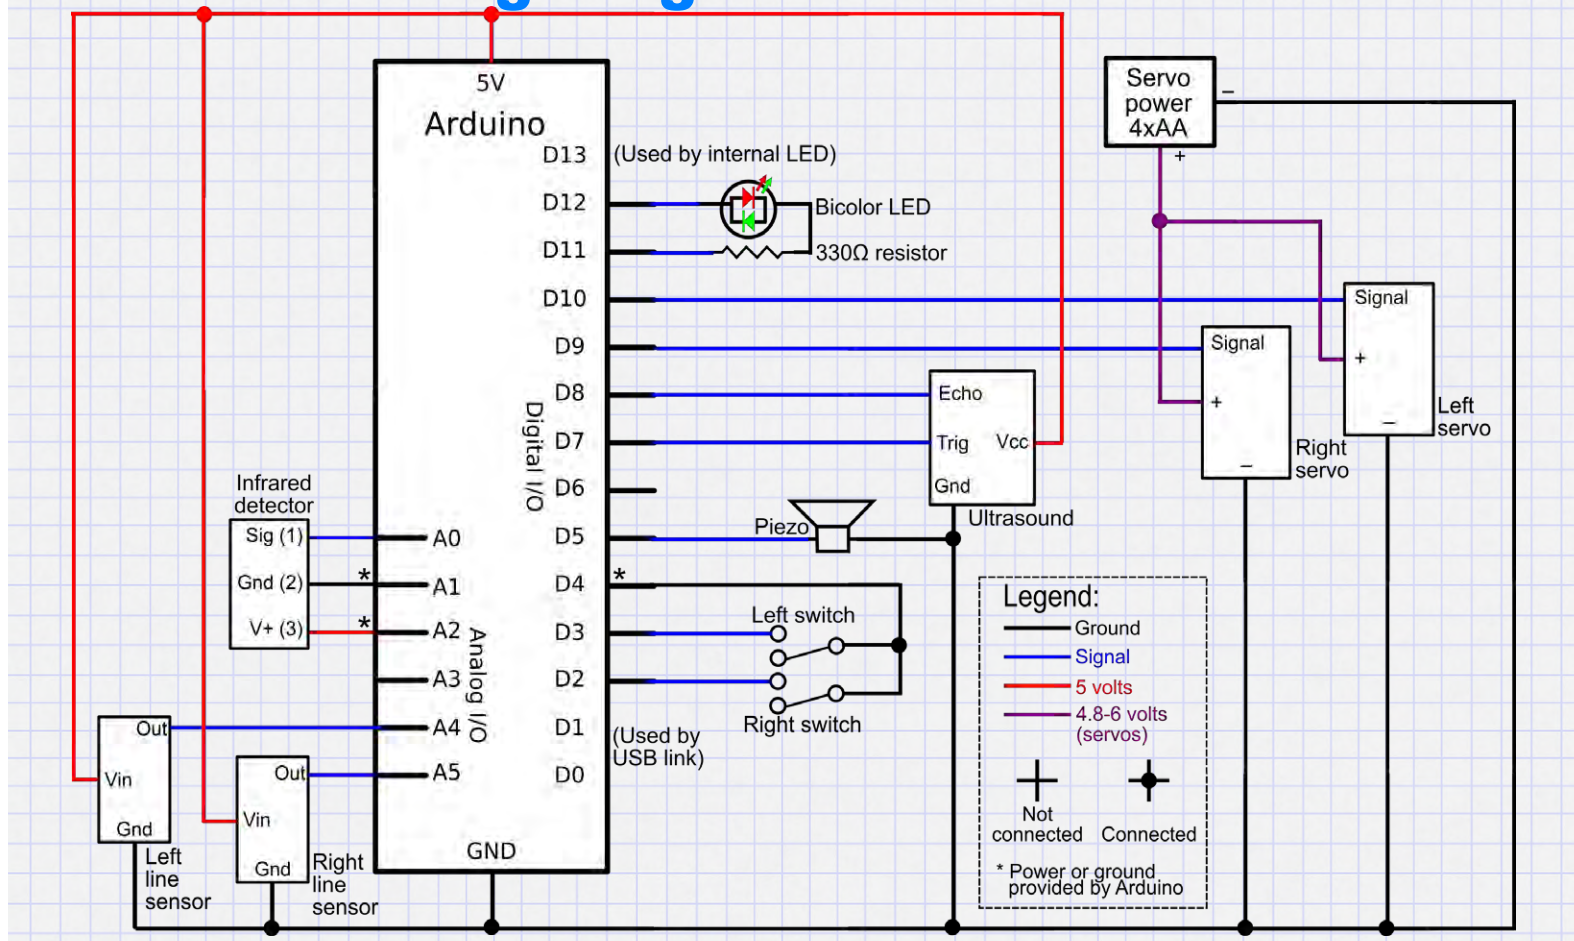 5V
Arduino
D13
(Used by internal LED)
D12
Bicolor LED
D11
330Ω resistor
D10
D9
D8
D7
D6
D5
D4
*
D3
D2
D1
D0
(Used by
USB link)
Digital I/O
Analog I/O
A0
A1
A2
A3
A4
A5
GND
Infrared
detector
Sig (1)
Gnd (2)
*
V+ (3)
*
Out
Vin
Gnd
Left
line
sensor
Out
Vin
Gnd
Right
line
sensor
Servo
power
4xAA
−
+
Signal
+
−
Left
servo
Signal
+
−
Right
servo
Echo
Trig
Vcc
Gnd
Ultrasound
Piezo
Left switch
Right switch
Legend:
Ground
Signal
5 volts
4.8-6 volts
(servos)
Not
connected
Connected
* Power or ground
provided by Arduino